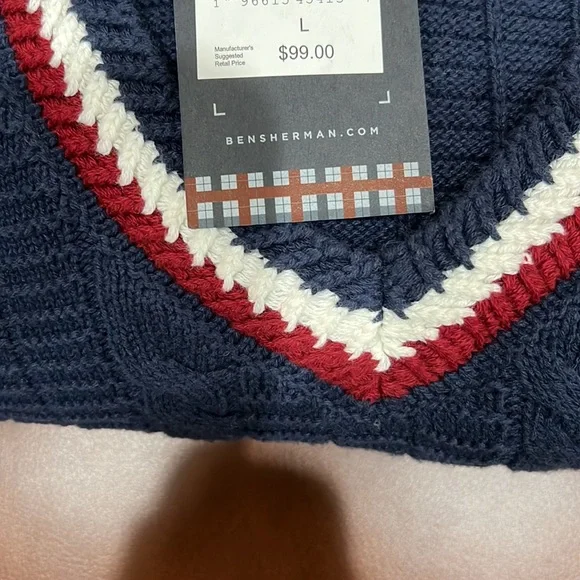 L
Manufacturer's
Suggested
Retail Price
$99.00
BENSHERMAN.COM